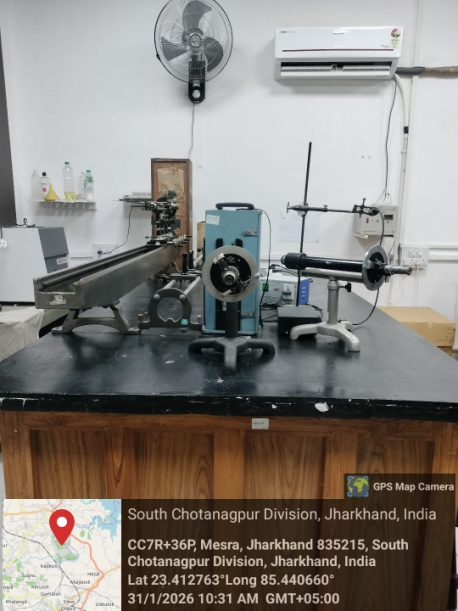 GPS Map Camera
South Chotanagpur Division, Jharkhand, India
CC7R+36P, Mesra, Jharkhand 835215, South
Chotanagpur Division, Jharkhand, India
Lat 23.412763°Long 85.440660°
31/1/2026 10:31 AM GMT+05:00